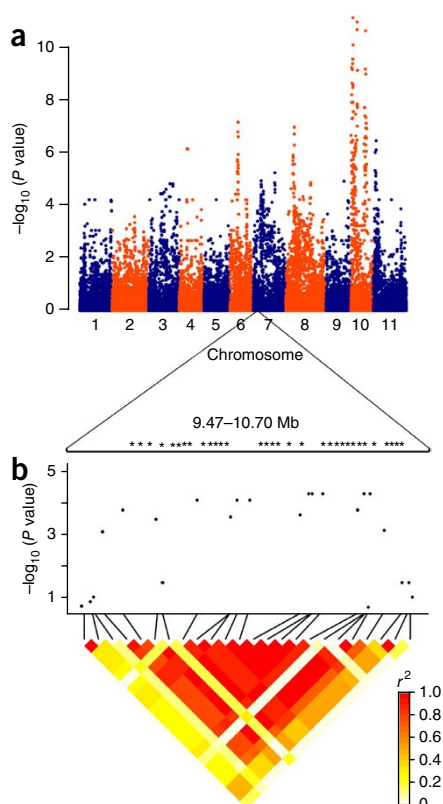 a
10
8
6
4
2
0
–log₁₀ (P value)
1 2 3 4 5 6 7 8 9 10 11
Chromosome
9.47–10.70 Mb
* * * * **** ***** **** * * ******** * ****
b
5
3
1
–log₁₀ (P value)
r²
1.0
0.8
0.6
0.4
0.2
0